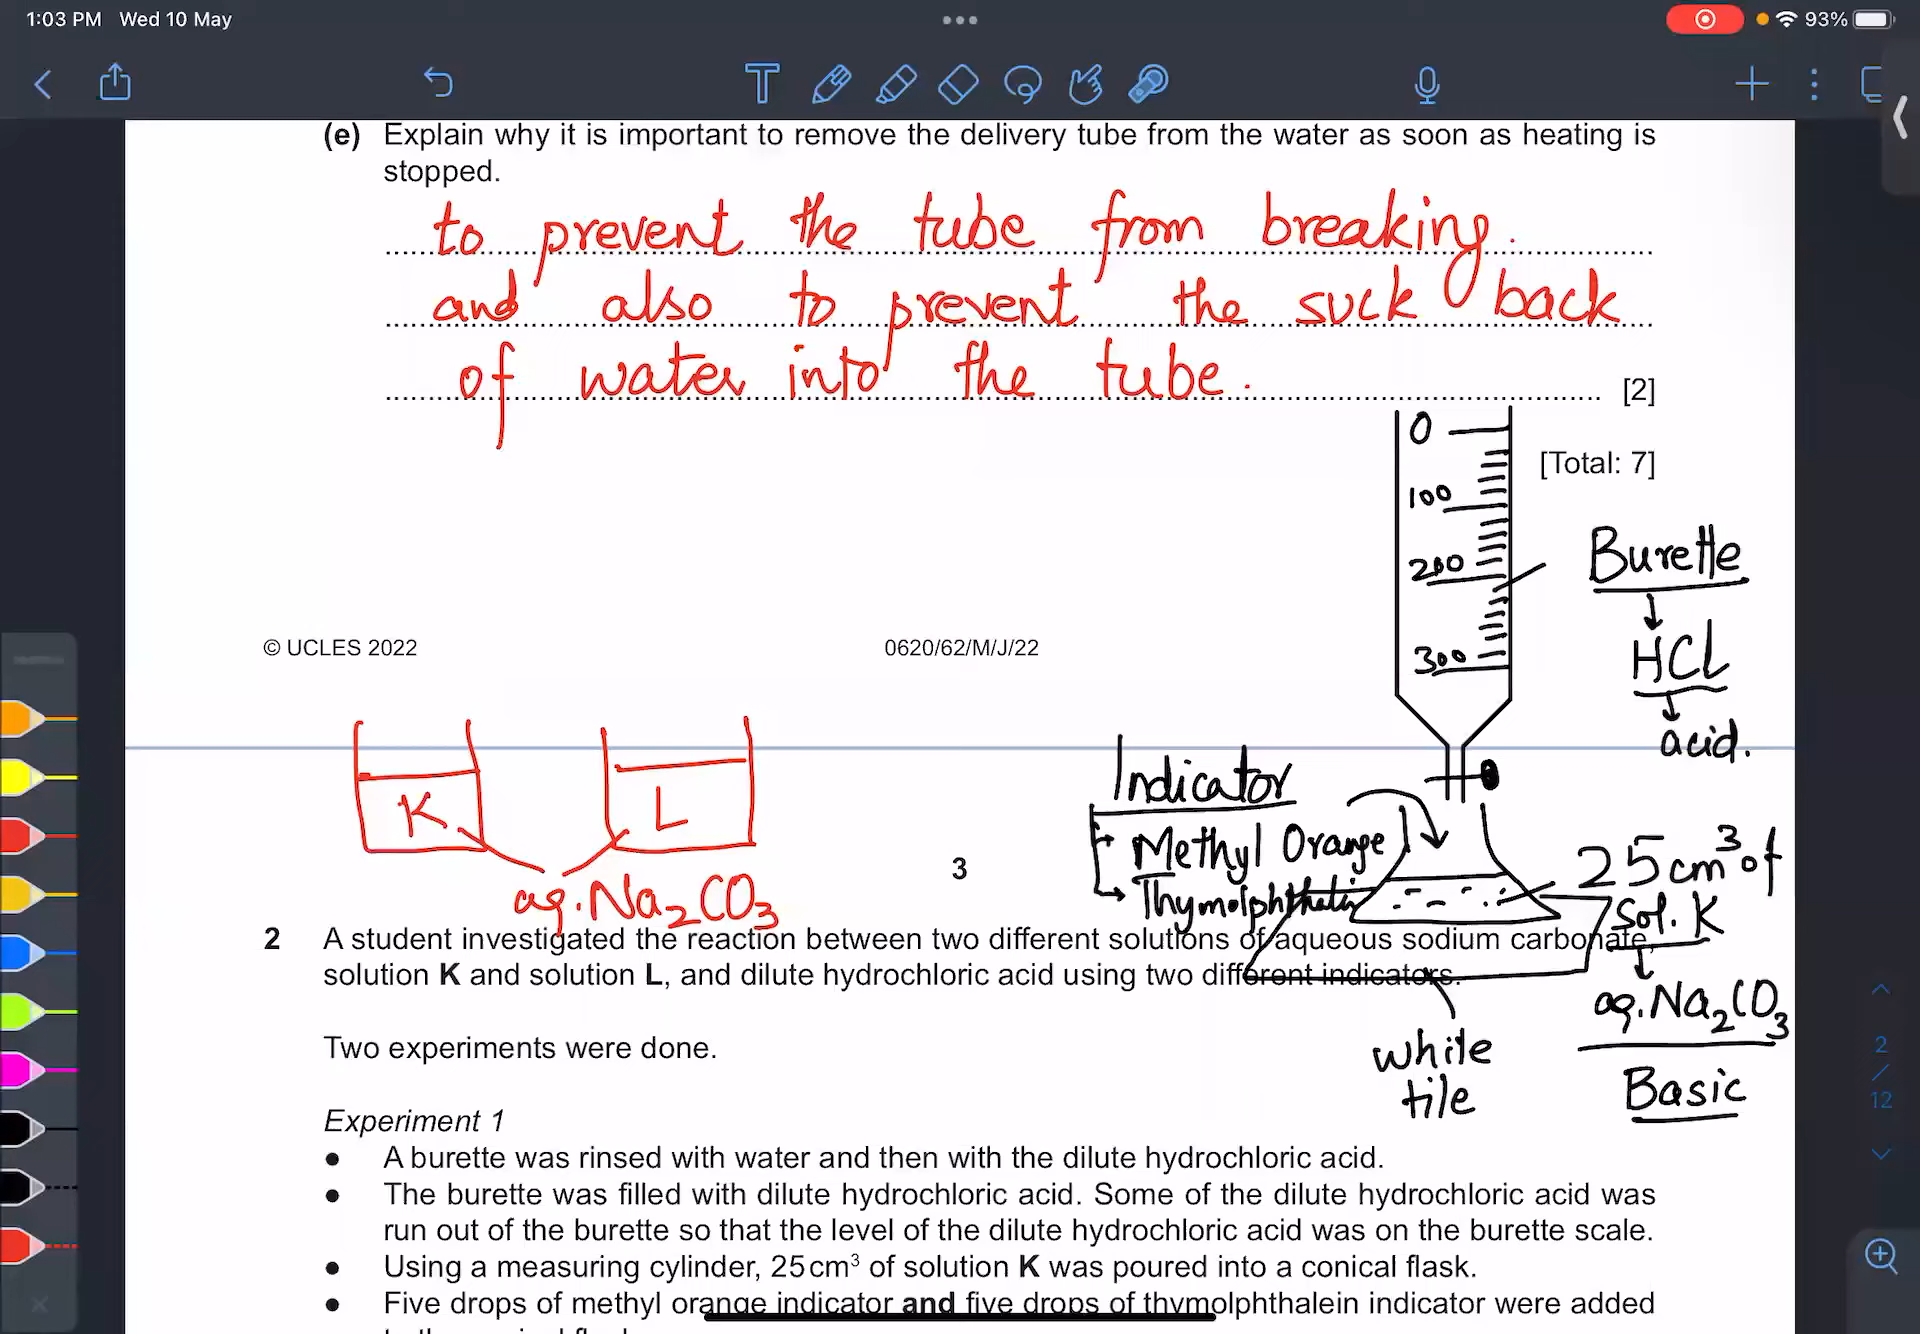 1:03 PM Wed 10 May
93%
(e) Explain why it is important to remove the delivery tube from the water as soon as heating is
stopped.
to prevent the tube from breaking.
and also to prevent the suck back
of water into the tube.
[2]
[Total: 7]
0
100
200
300
Burette
HCl
acid.
© UCLES 2022
0620/62/M/J/22
K
L
aq. Na2CO3
Indicator
Methyl Orange
Thymolphthalin
25 cm³ of
sol. K
aq. Na2CO3
Basic
white
tile
3
2 A student investigated the reaction between two different solutions of aqueous sodium carbonate,
solution K and solution L, and dilute hydrochloric acid using two different indicators.
Two experiments were done.
Experiment 1
• A burette was rinsed with water and then with the dilute hydrochloric acid.
• The burette was filled with dilute hydrochloric acid. Some of the dilute hydrochloric acid was
run out of the burette so that the level of the dilute hydrochloric acid was on the burette scale.
• Using a measuring cylinder, 25 cm³ of solution K was poured into a conical flask.
• Five drops of methyl orange indicator and five drops of thymolphthalein indicator were added
2
/
12